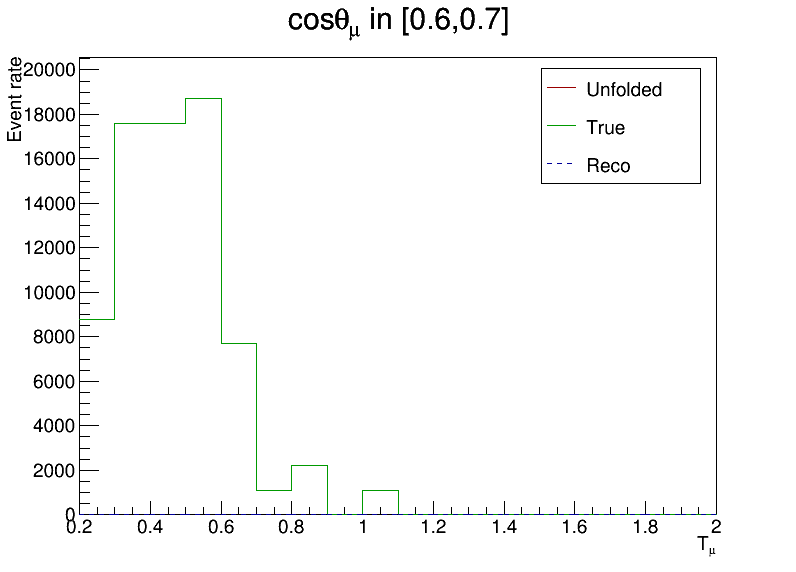 cosθμ in [0.6,0.7]
Event rate
20000
18000
16000
14000
12000
10000
8000
6000
4000
2000
0
Unfolded
True
Reco
0.2 0.4 0.6 0.8 1 1.2 1.4 1.6 1.8 2
Tμ